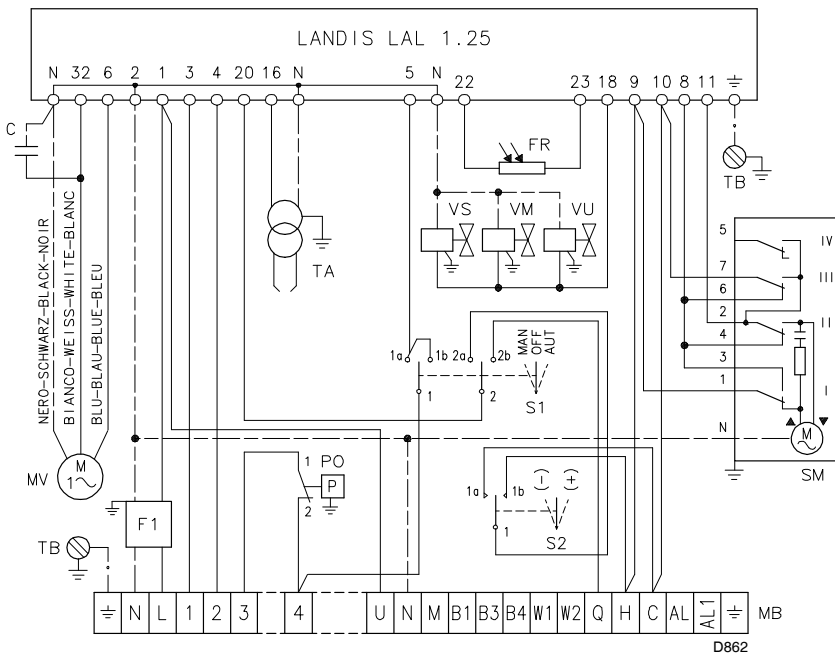 LANDIS LAL 1.25
N 32 6 2 1 3 4 20 16 N 5 N 22 23 18 9 10 8 11
C
FR
TB
NERO-SCHWARZ-BLACK-NOIR
BIANCO-WEISS-WHITE-BLANC
BLU-BLAU-BLUE-BLEU
VS VM VU
TA
5 IV
7 III
6
2 II
4
3
1 I
N
M
SM
1a 1b 2a 2b
MAN
OFF
AUT
1 2
S1
M
1~
MV
1 PO
P
2
(-) (+)
1a 1b
1
S2
F1
TB
N L 1 2 3 4 U N M B1 B3 B4 W1 W2 Q H C AL AL1 MB
D862